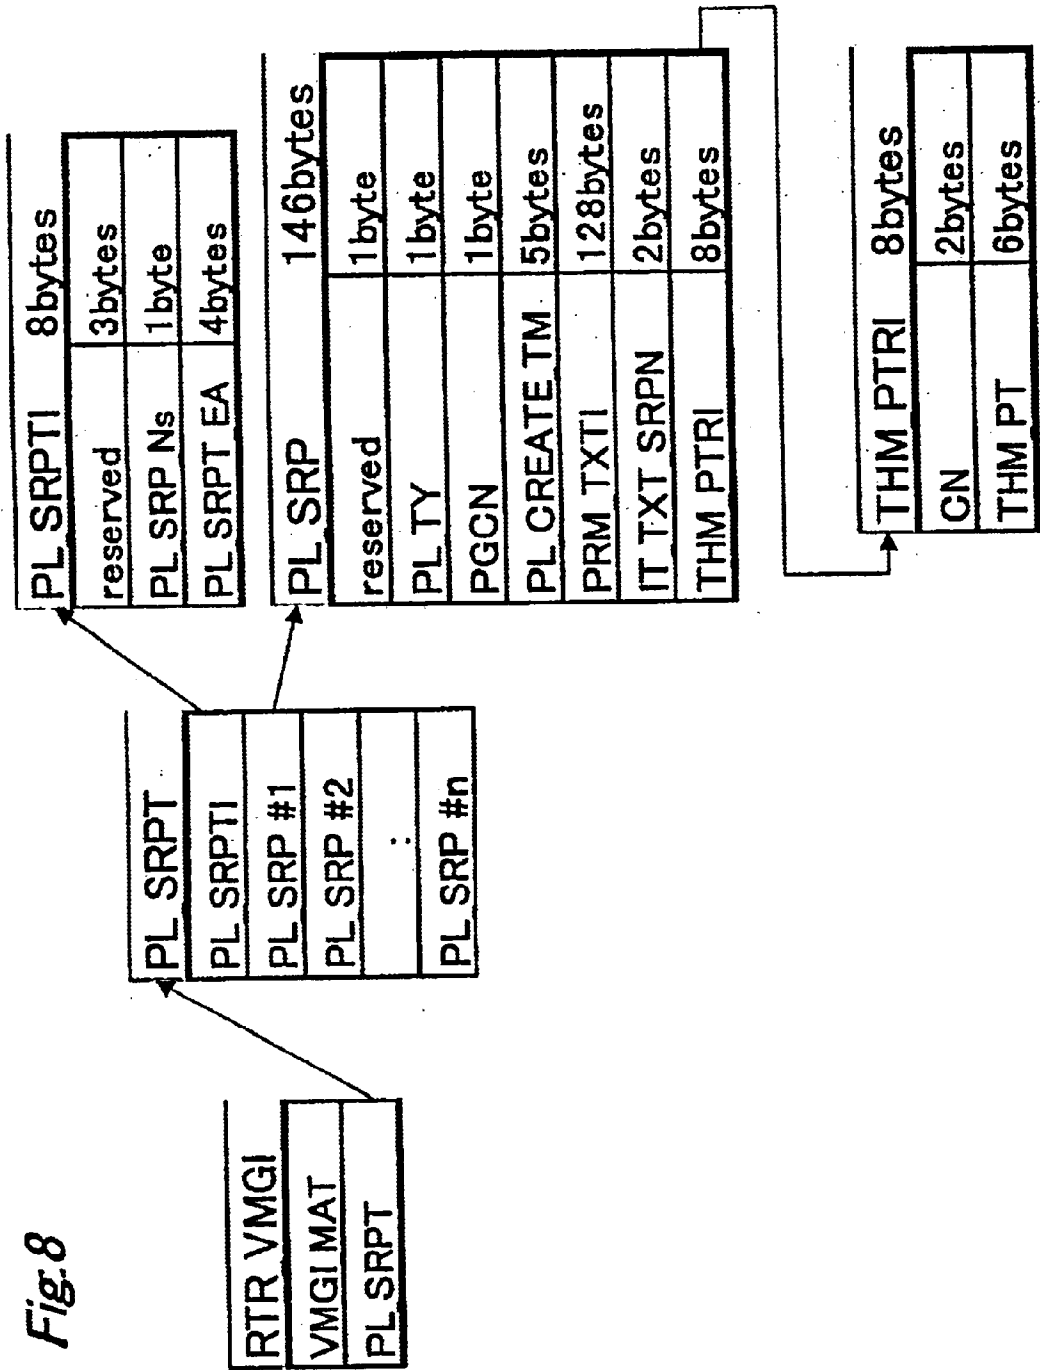 Fig.8
RTR VMGI
VMGI MAT
PL SRPT
PL SRPT
PL SRPTI
PL SRP #1
PL SRP #2
:
PL SRP #n
PL SRPTI 8bytes
reserved 3bytes
PL SRP Ns 1byte
PL SRPT EA 4bytes
PL SRP 146bytes
reserved 1byte
PL TY 1byte
PGCN 1byte
PL CREATE TM 5bytes
PRM TXTI 128bytes
IT TXT SRPN 2bytes
THM PTRI 8bytes
THM PTRI 8bytes
CN 2bytes
THM PT 6bytes